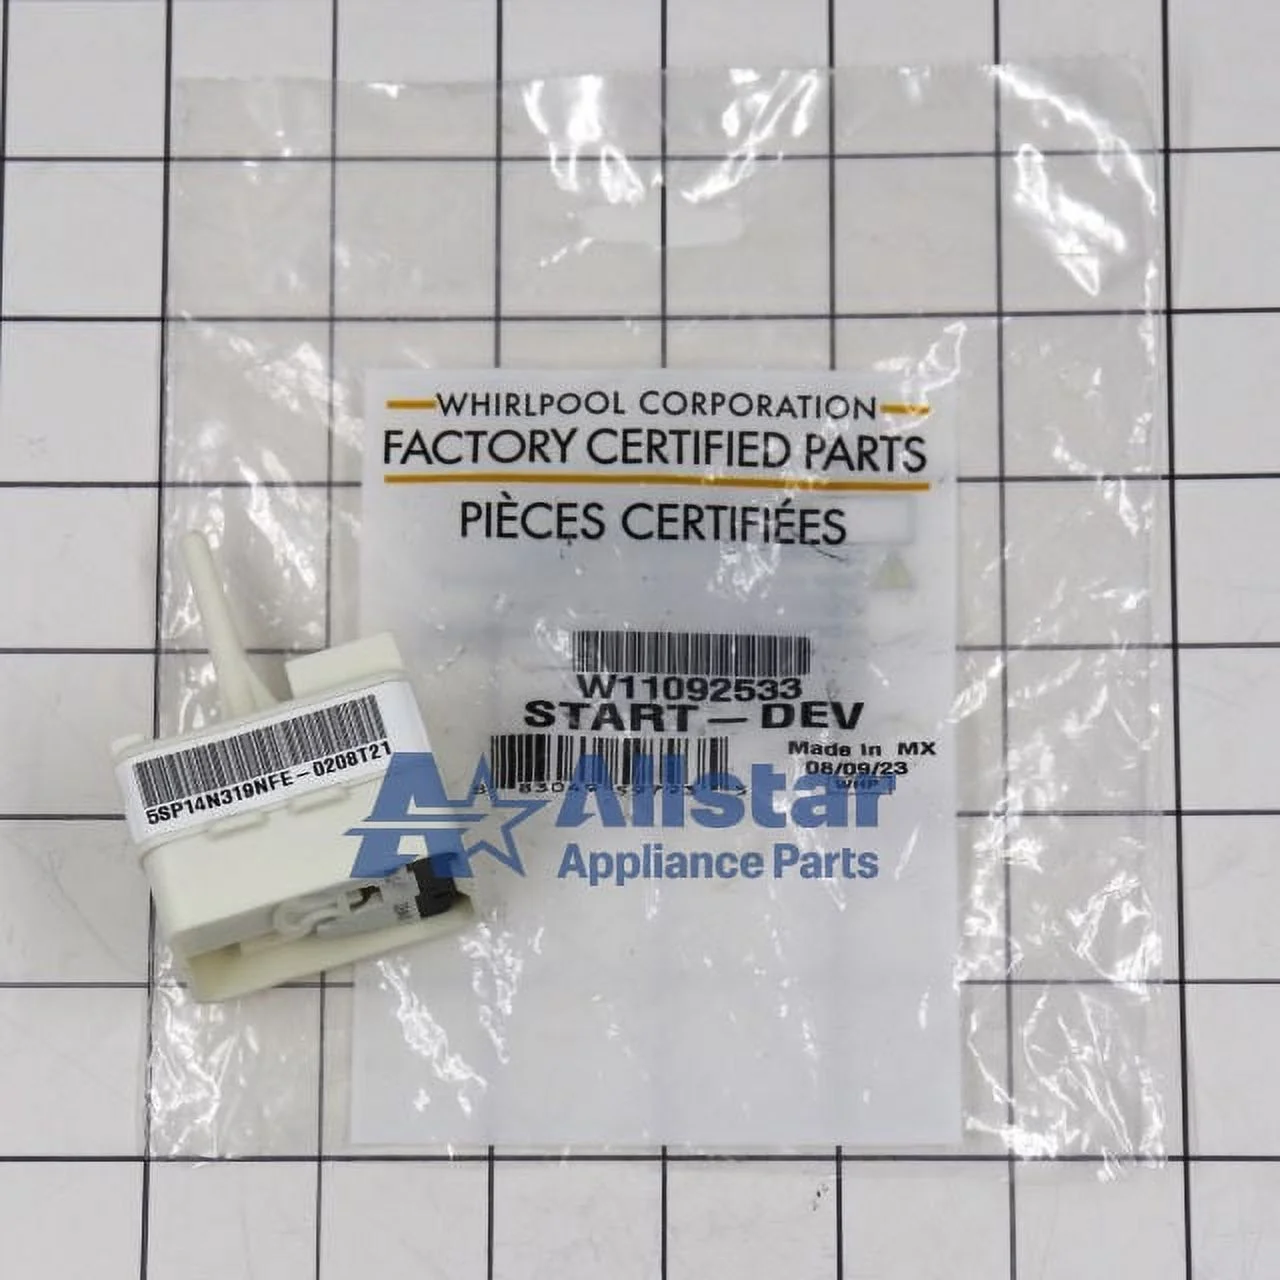 WHIRLPOOL CORPORATION
FACTORY CERTIFIED PARTS
PIÈCES CERTIFIÉES
W11092533
START-DEV
Made in MX
08/09/23
WHP
5SP14N319NFE-0208T21
Allstar
Appliance Parts